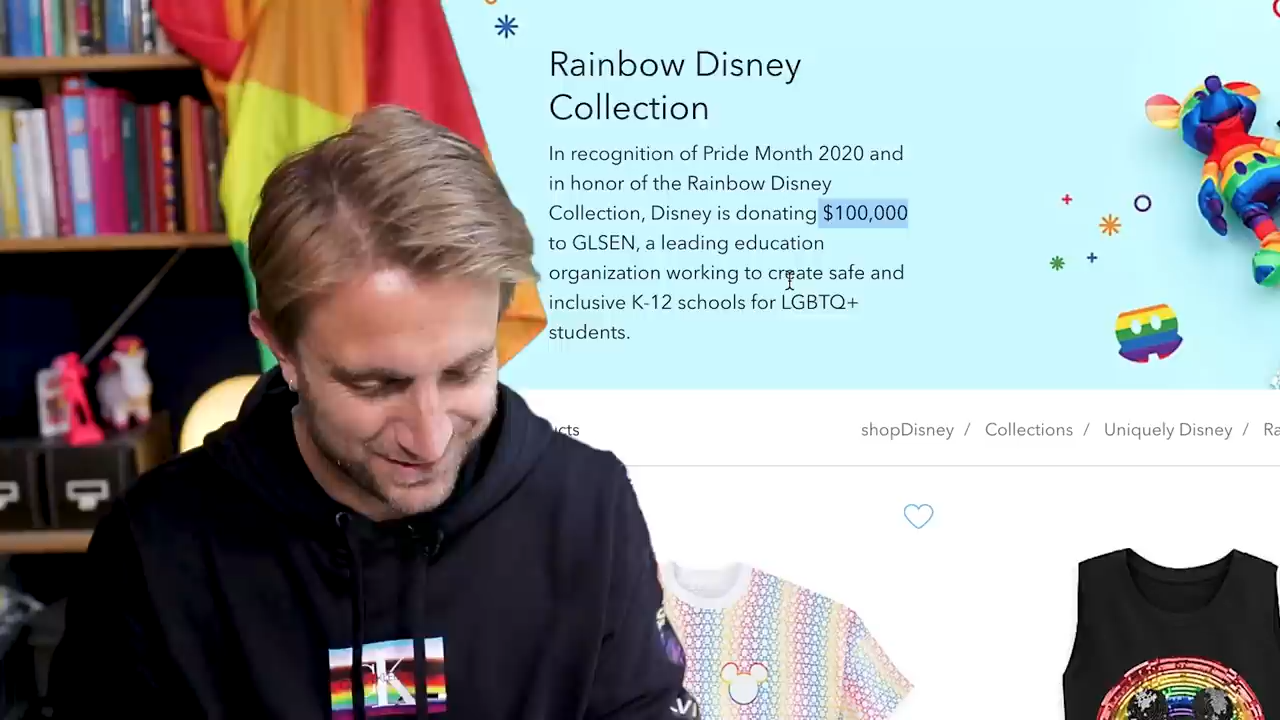 Rainbow Disney
Collection
In recognition of Pride Month 2020 and
in honor of the Rainbow Disney
Collection, Disney is donating $100,000
to GLSEN, a leading education
organization working to create safe and
inclusive K-12 schools for LGBTQ+
students.
shopDisney / Collections / Uniquely Disney /
CK